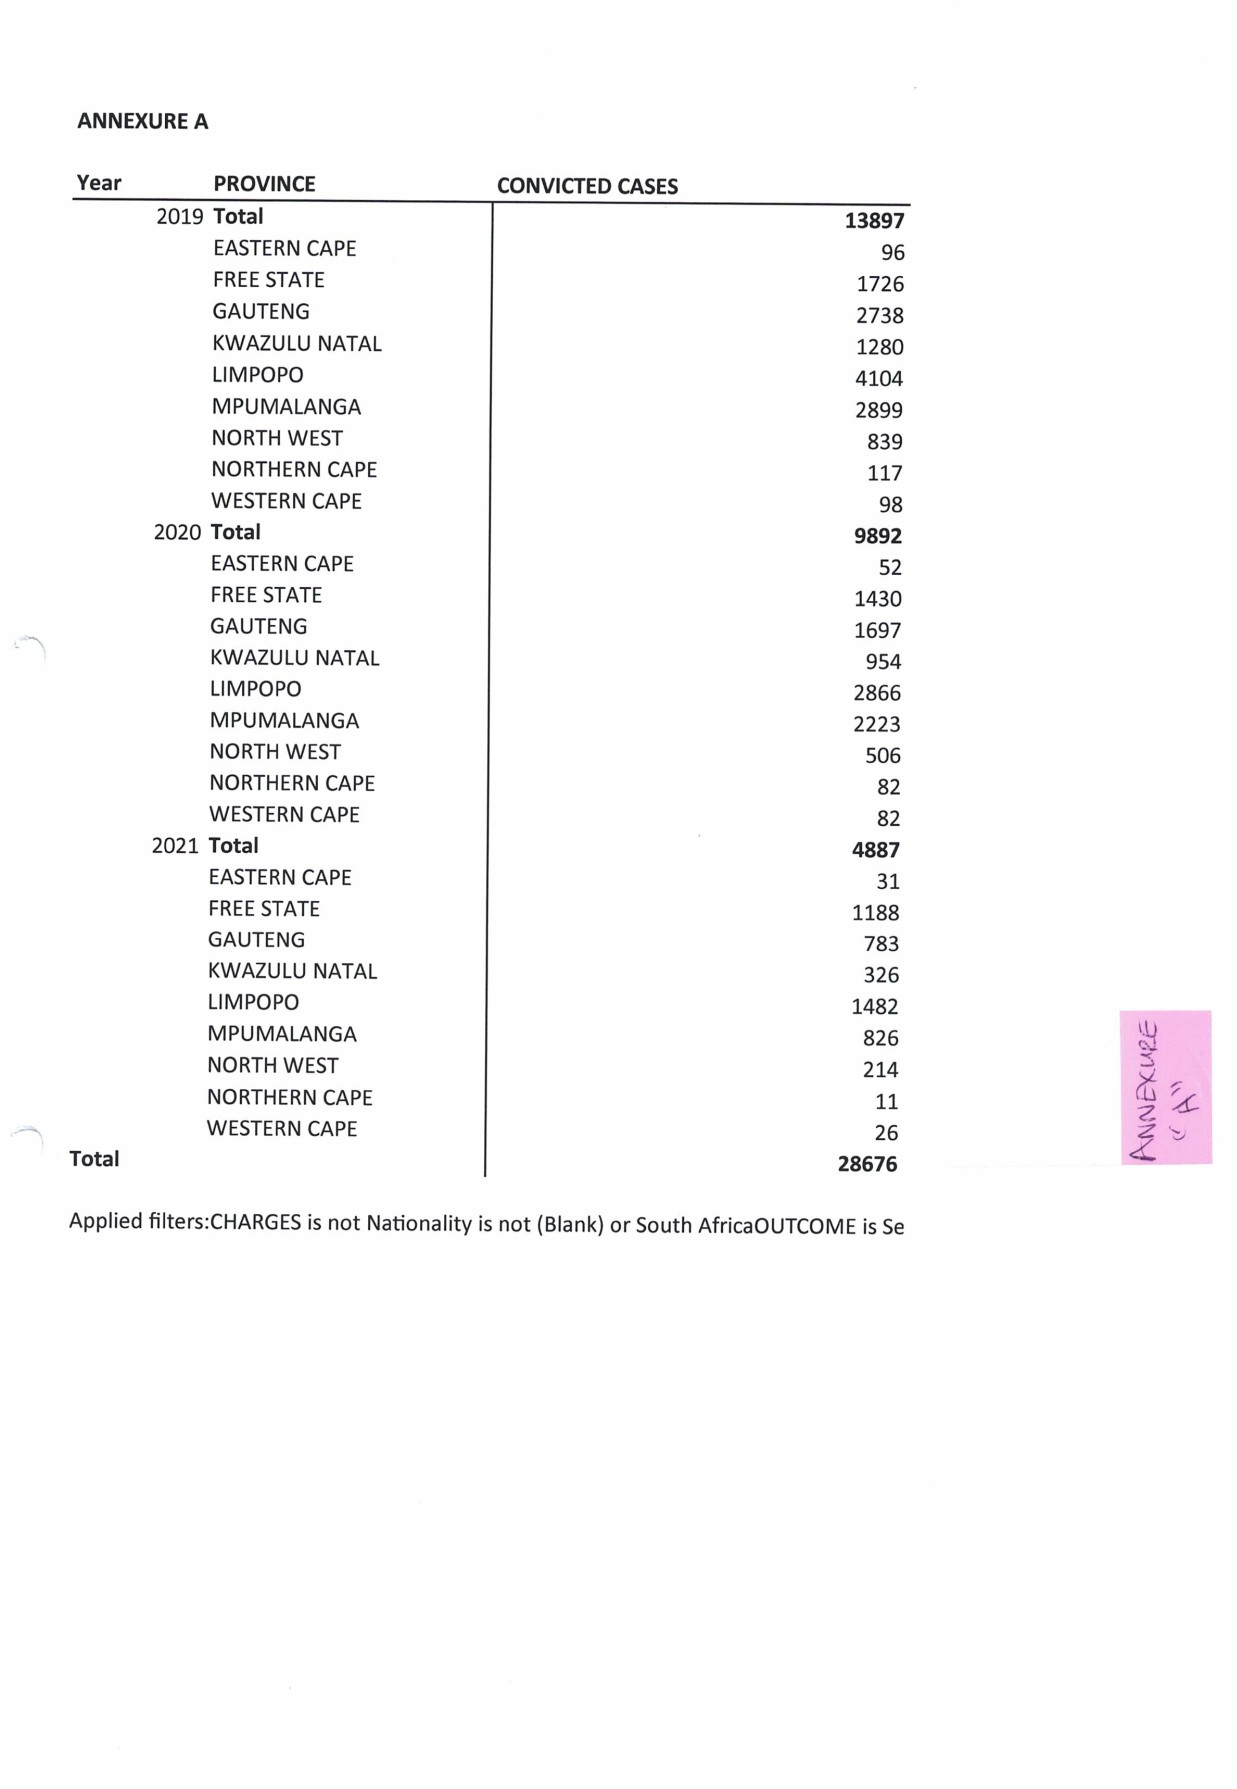 ANNEXURE A
Year PROVINCE CONVICTED CASES
2019 Total 13897
EASTERN CAPE 96
FREE STATE 1726
GAUTENG 2738
KWAZULU NATAL 1280
LIMPOPO 4104
MPUMALANGA 2899
NORTH WEST 839
NORTHERN CAPE 117
WESTERN CAPE 98
2020 Total 9892
EASTERN CAPE 52
FREE STATE 1430
GAUTENG 1697
KWAZULU NATAL 954
LIMPOPO 2866
MPUMALANGA 2223
NORTH WEST 506
NORTHERN CAPE 82
WESTERN CAPE 82
2021 Total 4887
EASTERN CAPE 31
FREE STATE 1188
GAUTENG 783
KWAZULU NATAL 326
LIMPOPO 1482
MPUMALANGA 826
NORTH WEST 214
NORTHERN CAPE 11
WESTERN CAPE 26
Total 28676
Applied filters:CHARGES is not Nationality is not (Blank) or South AfricaOUTCOME is Se
ANNEXURE
"A"